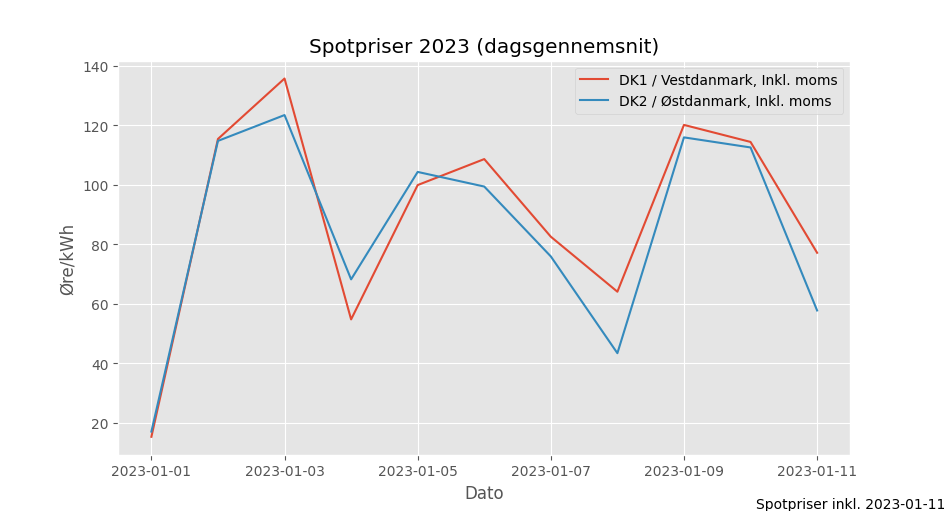 Spotpriser 2023 (dagsgennemsnit)
DK1 / Vestdanmark, Inkl. moms
DK2 / Østdanmark, Inkl. moms
Øre/kWh
140
120
100
80
60
40
20
2023-01-01 2023-01-03 2023-01-05 2023-01-07 2023-01-09 2023-01-11
Dato
Spotpriser inkl. 2023-01-11